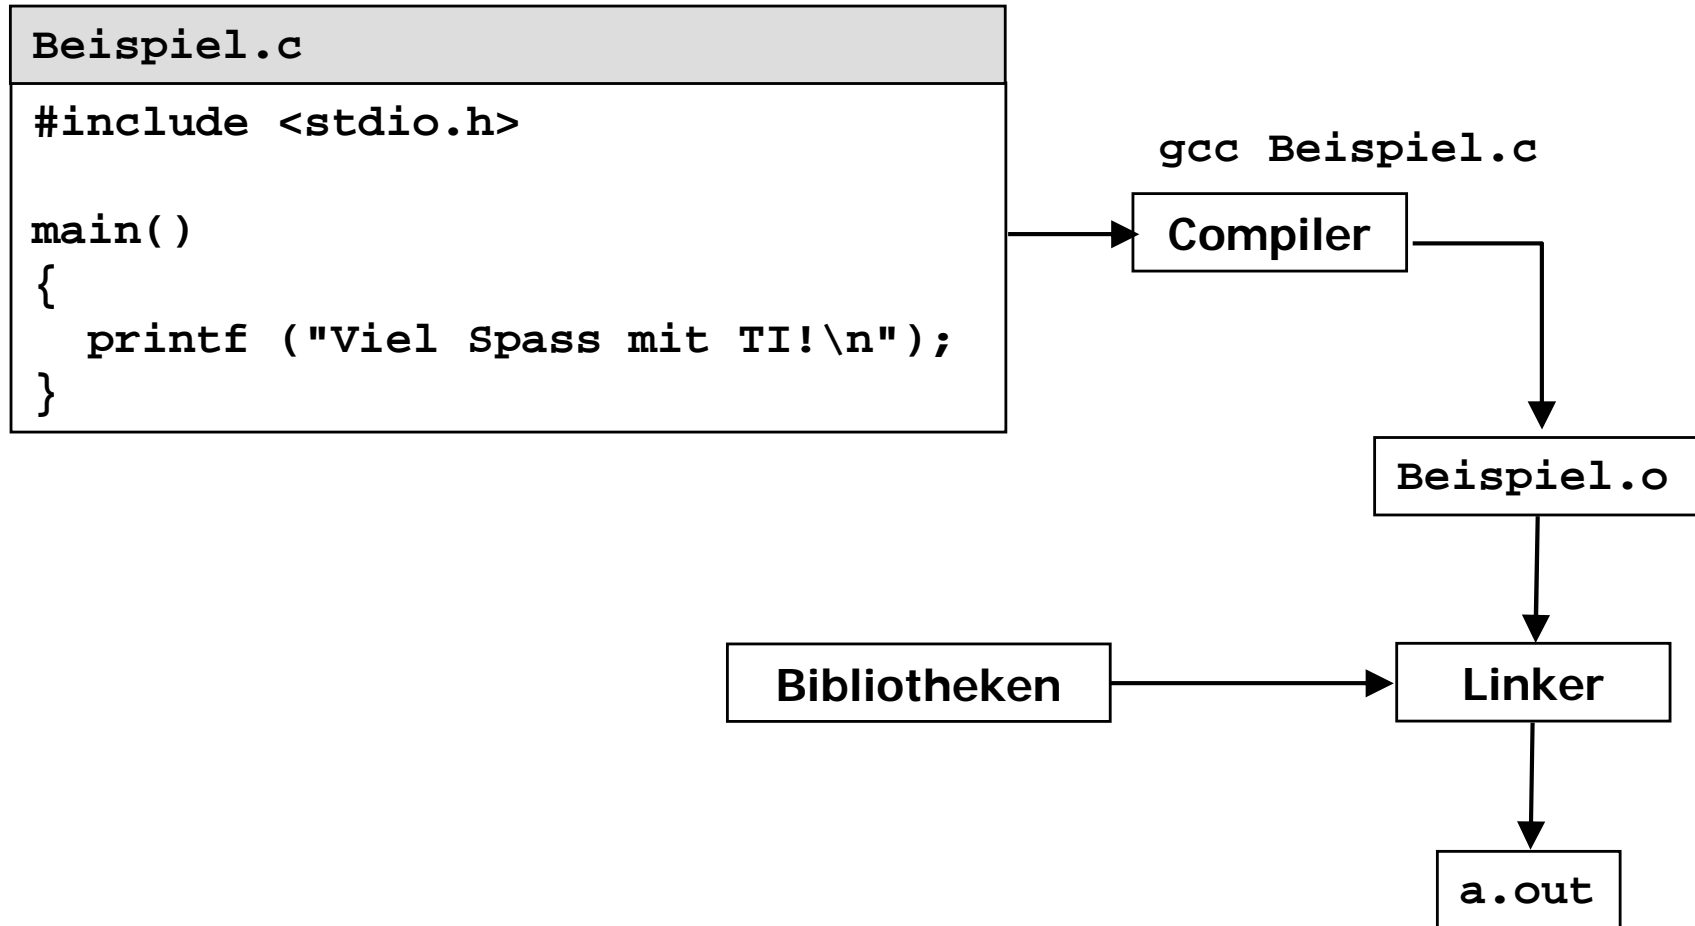 Beispiel.c
#include <stdio.h>
main()
{
printf ("Viel Spass mit TI!\n");
}
gcc Beispiel.c
Compiler
Beispiel.o
Bibliotheken
Linker
a.out